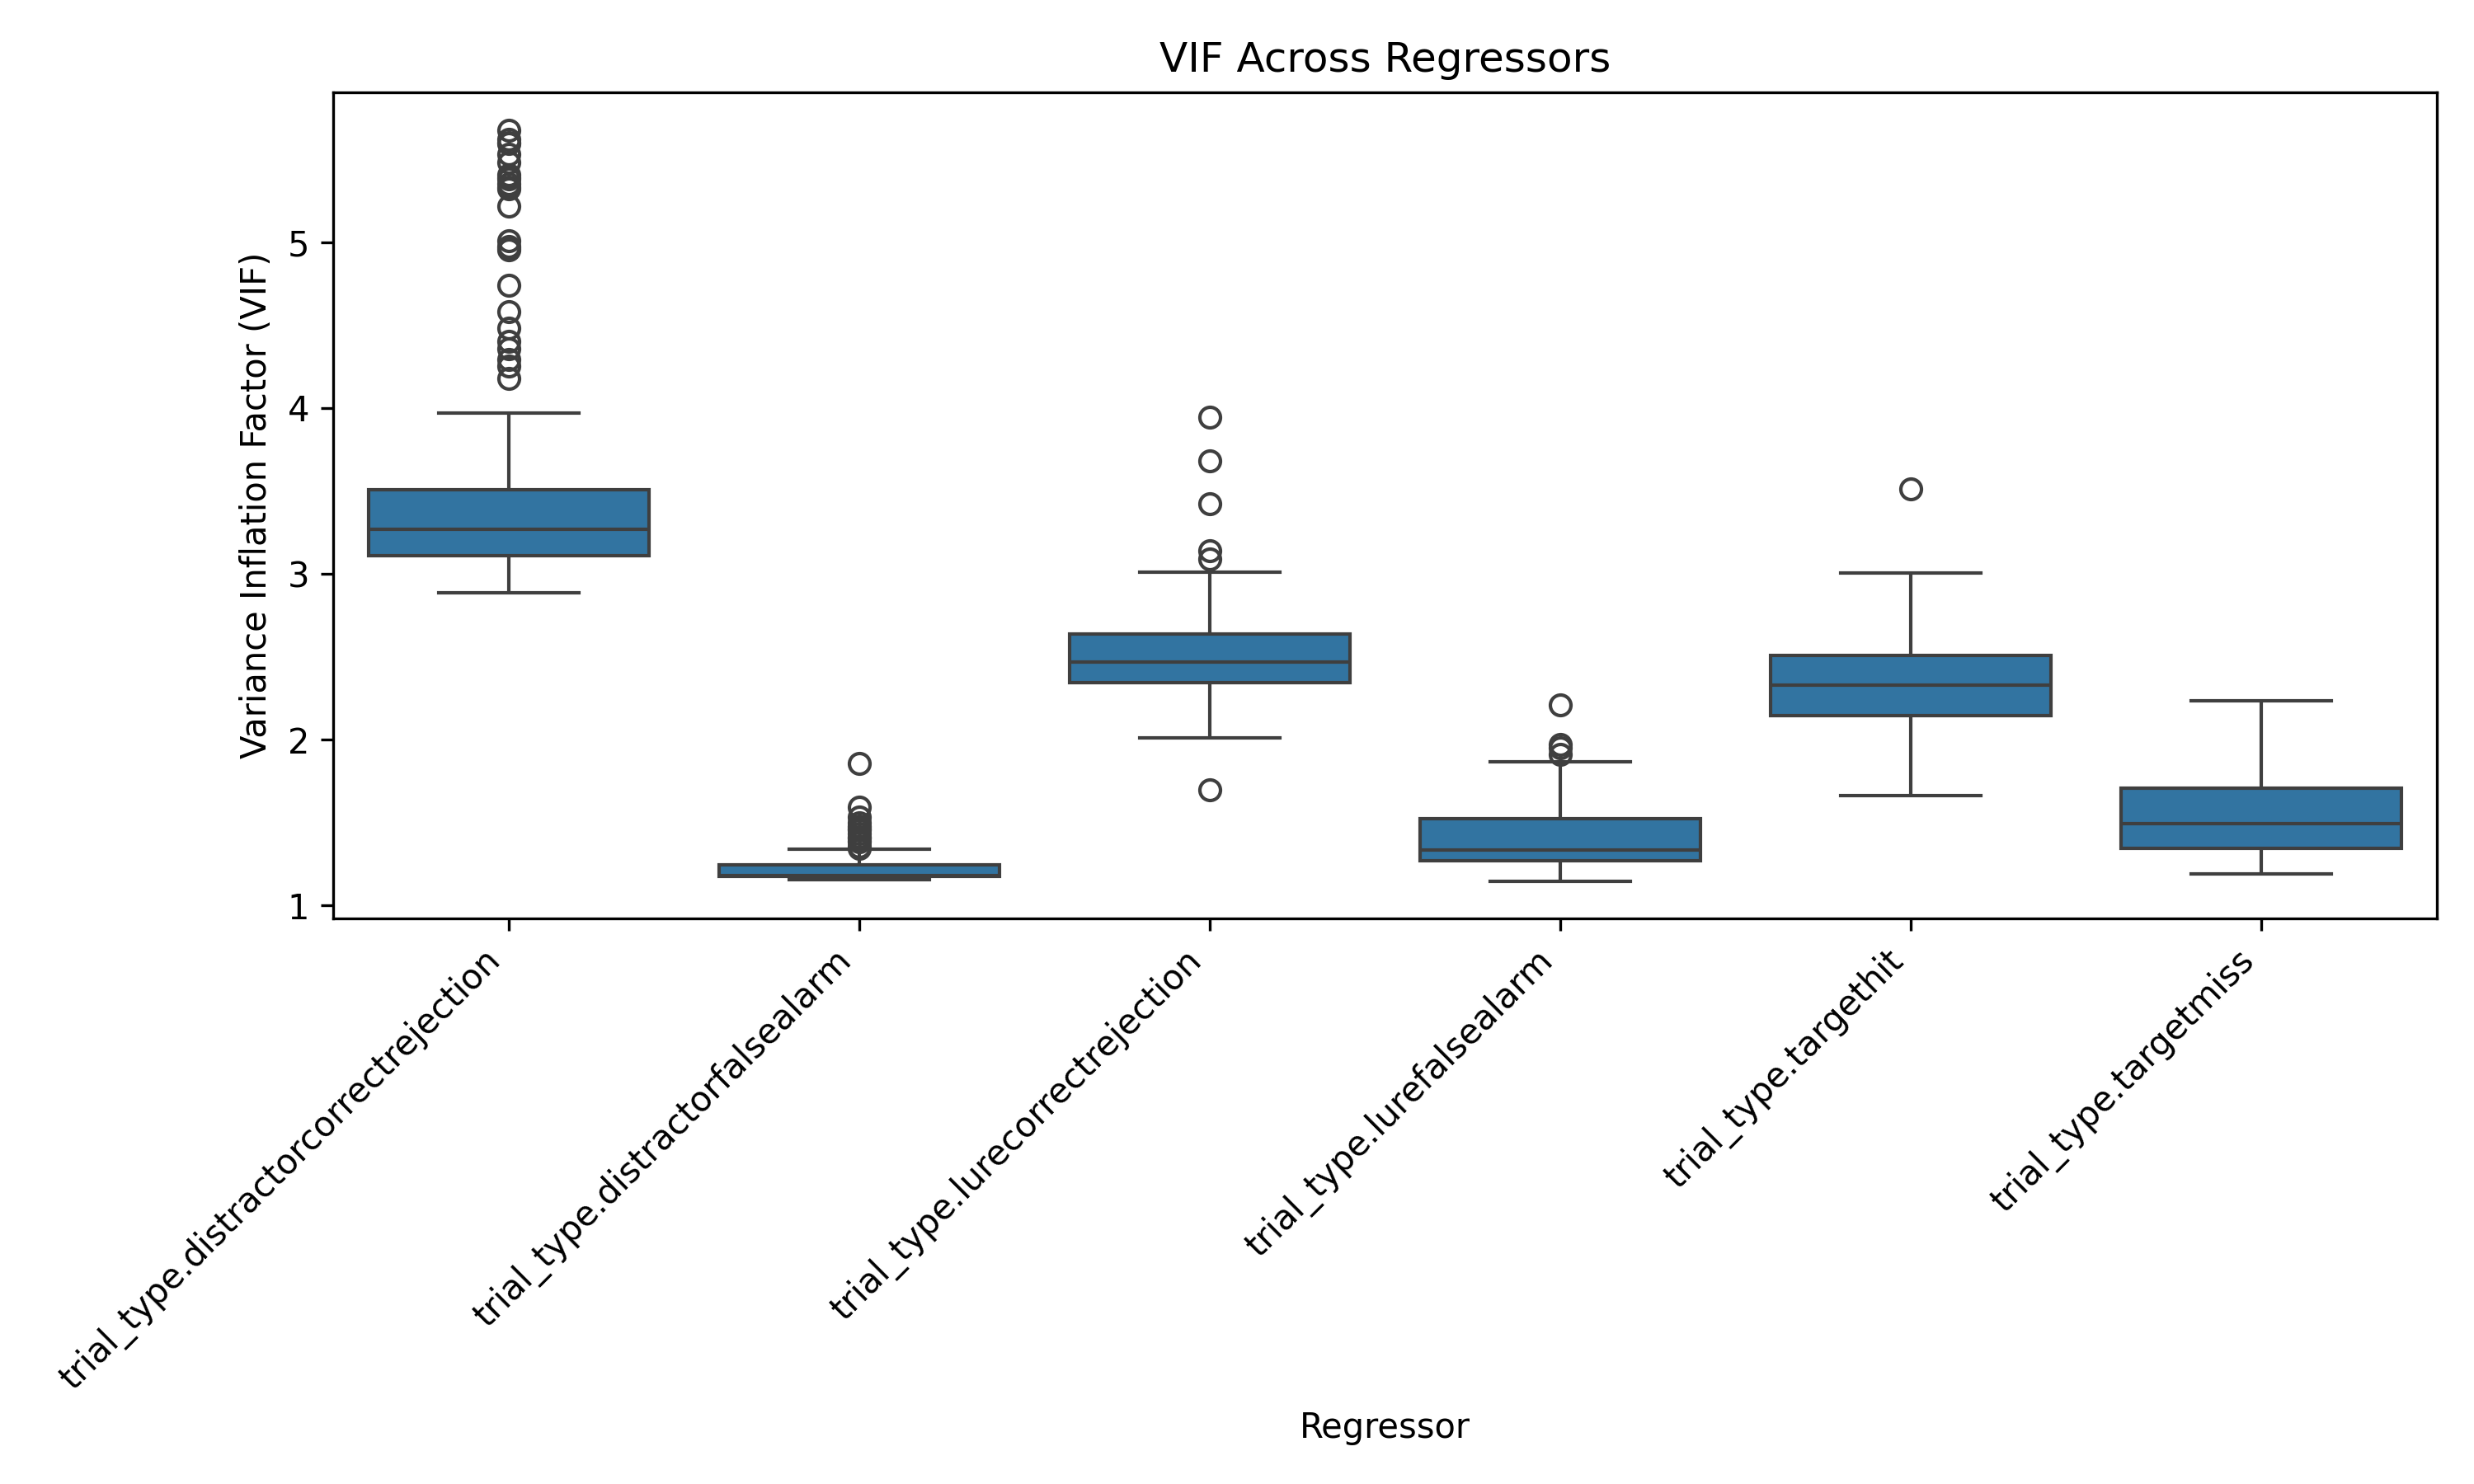 VIF Across Regressors
Variance Inflation Factor (VIF)
5
4
3
2
1
trial_type.distractorcorrectrejection
trial_type.distractorfalsealarm
trial_type.lurecorrectrejection
trial_type.lurefalsealarm
trial_type.targethit
trial_type.targetmiss
Regressor